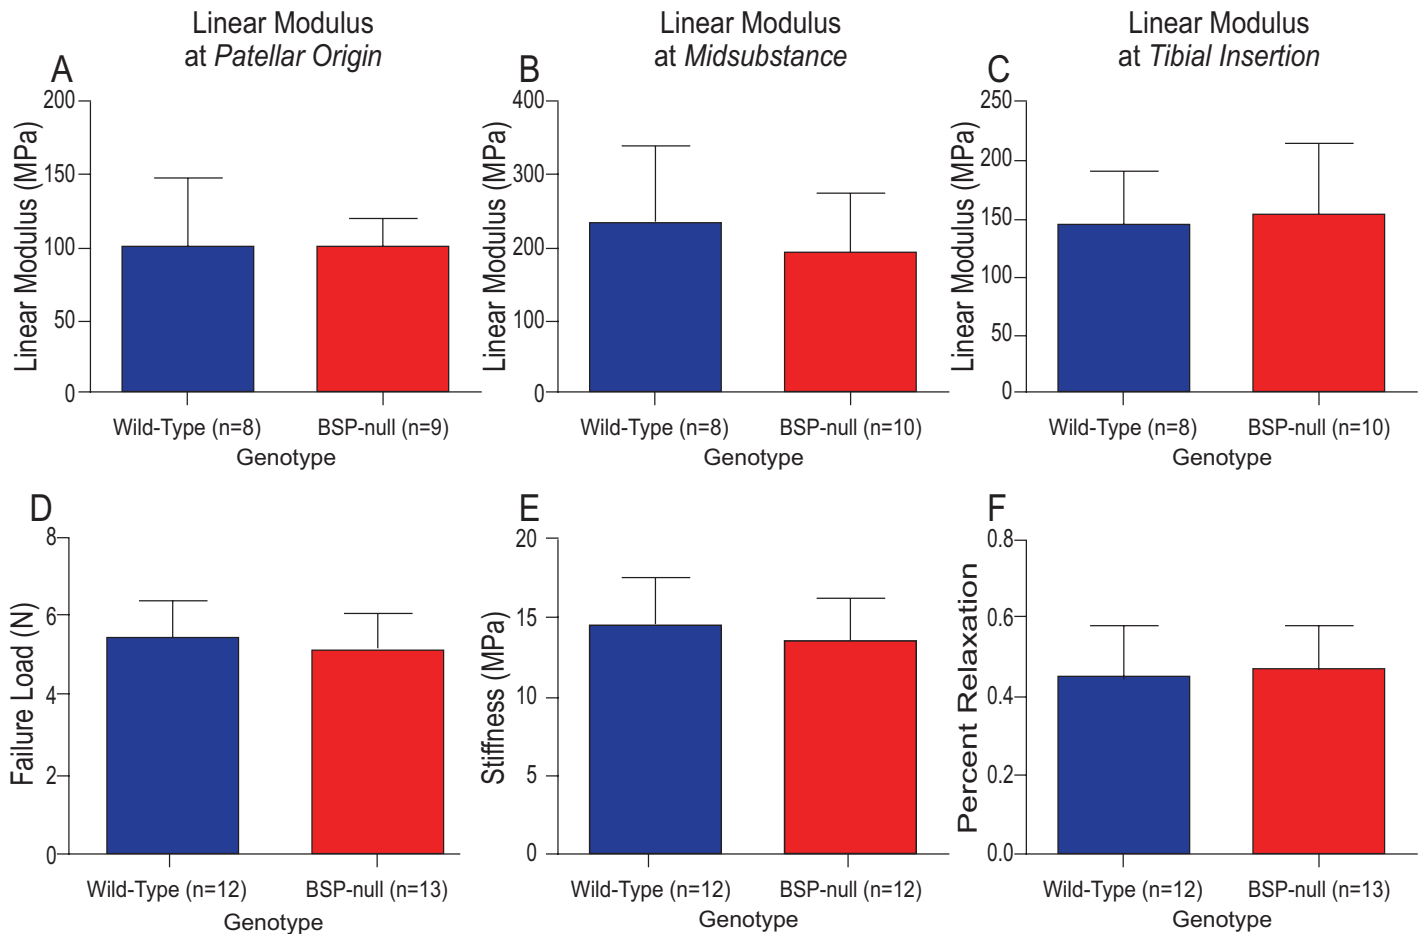 Linear Modulus
at Patellar Origin
Linear Modulus
at Midsubstance
Linear Modulus
at Tibial Insertion
A
Linear Modulus (MPa)
200
150
100
50
0
Wild-Type (n=8)
BSP-null (n=9)
Genotype
B
Linear Modulus (MPa)
400
300
200
100
0
Wild-Type (n=8)
BSP-null (n=10)
Genotype
C
Linear Modulus (MPa)
250
200
150
100
50
0
Wild-Type (n=8)
BSP-null (n=10)
Genotype
D
Failure Load (N)
8
6
4
2
0
Wild-Type (n=12)
BSP-null (n=13)
Genotype
E
Stiffness (MPa)
20
15
10
5
0
Wild-Type (n=12)
BSP-null (n=12)
Genotype
F
Percent Relaxation
0.8
0.6
0.4
0.2
0.0
Wild-Type (n=12)
BSP-null (n=13)
Genotype